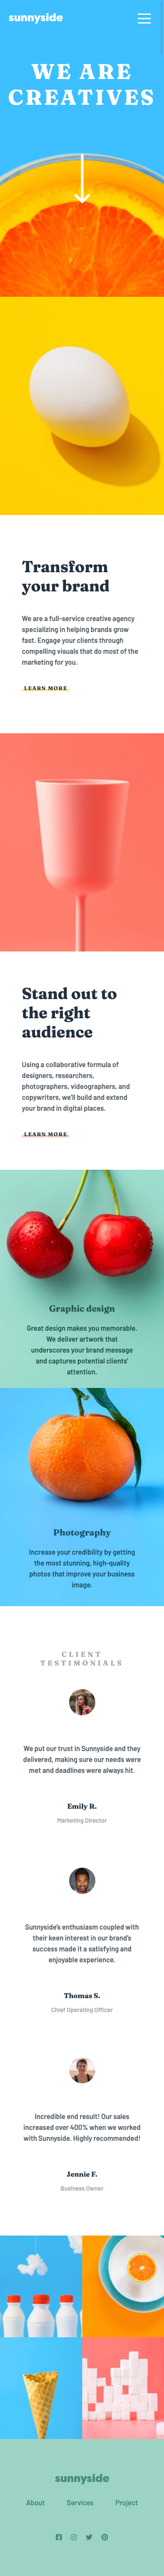 sunnyside
WE ARE
CREATIVES
Transform
your brand
We are a full-service creative agency
specializing in helping brands grow
fast. Engage your clients through
compelling visuals that do most of the
marketing for you.
LEARN MORE
Stand out to
the right
audience
Using a collaborative formula of
designers, researchers,
photographers, videographers, and
copywriters, we'll build and extend
your brand in digital places.
LEARN MORE
Graphic design
Great design makes you memorable.
We deliver artwork that
underscores your brand message
and captures potential clients'
attention.
Photography
Increase your credibility by getting
the most stunning, high-quality
photos that improve your business
image.
CLIENT
TESTIMONIALS
We put our trust in Sunnyside and they
delivered, making sure our needs were
met and deadlines were always hit.
Emily R.
Marketing Director
Sunnyside's enthusiasm coupled with
their keen interest in our brand's
success made it a satisfying and
enjoyable experience.
Thomas S.
Chief Operating Officer
Incredible end result! Our sales
increased over 400% when we worked
with Sunnyside. Highly recommended!
Jennie F.
Business Owner
sunnyside
About Services Project